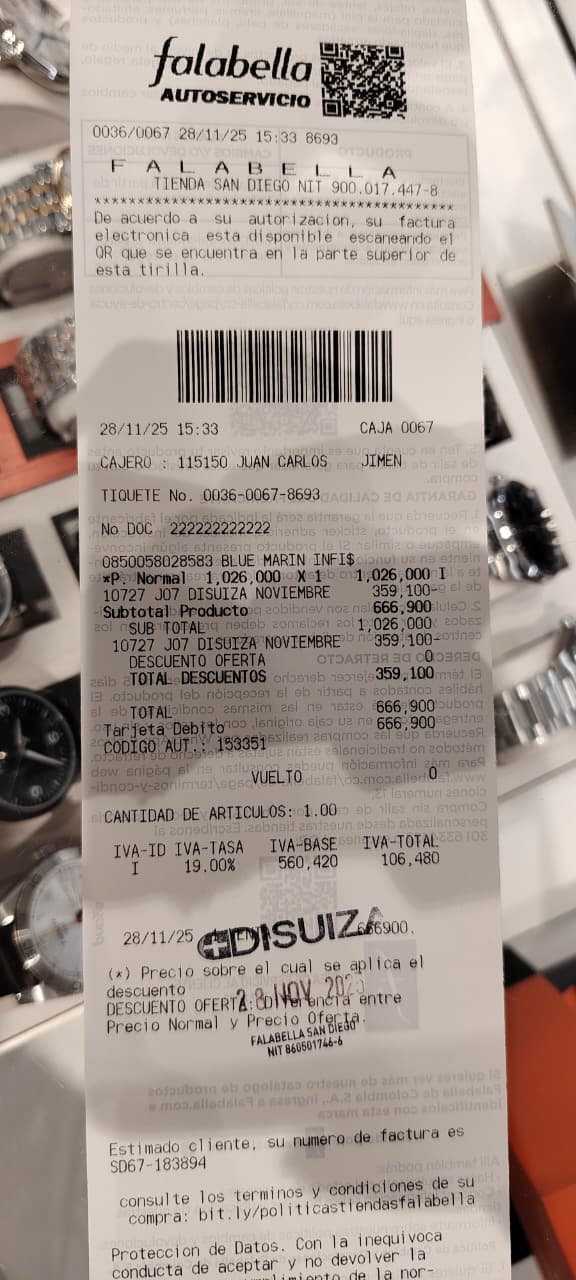 falabella
AUTOSERVICIO
0036/0067 28/11/25 15:33 8693
F A L A B E L L A
TIENDA SAN DIEGO NIT 900.017.447-8
****************************************
De acuerdo a su autorizacion, su factura
electronica esta disponible escaneando el
QR que se encuentra en la parte superior de
esta tirilla.
28/11/25 15:33 CAJA 0067
CAJERO : 115150 JUAN CARLOS JIMEN
TIQUETE No. 0036-0067-8693
No DOC 222222222222
0850058028583 BLUE MARIN INFI$
*P. Normal 1,026,000 X 1 1,026,000 I
10727 J07 DISUIZA NOVIEMBRE 359,100-
Subtotal Producto 666,900
SUB TOTAL 1,026,000
10727 J07 DISUIZA NOVIEMBRE 359,100-
DESCUENTO OFERTA 0
TOTAL DESCUENTOS 359,100
TOTAL 666,900
Tarjeta Debito 666,900
CODIGO AUT.: 153351
VUELTO 0
CANTIDAD DE ARTICULOS: 1.00
IVA-ID IVA-TASA IVA-BASE IVA-TOTAL
I 19.00% 560,420 106,480
28/11/25 DISUIZA 666900.
(*) Precio sobre el cual se aplica el
descuento
28 NOV 2025
DESCUENTO OFERTA: Diferencia entre
Precio Normal y Precio Oferta.
FALABELLA SAN DIEGO
NIT 860501746-6
Estimado cliente, su numero de factura es
SD67-183894
consulte los terminos y condiciones de su
compra: bit.ly/politicastiendasfalabella
Proteccion de Datos. Con la inequivoca
conducta de aceptar y no devolver la
de la nor-